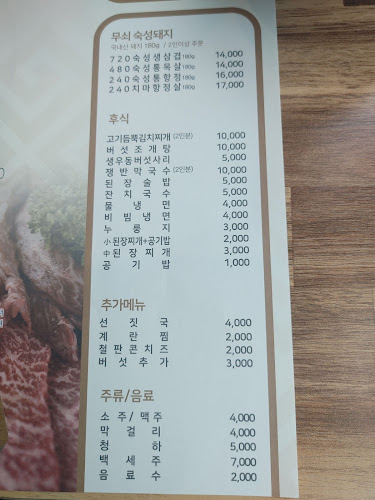 무쇠 숙성돼지
국내산 돼지 180g / 2인이상 주문
720숙성생삼겹 180g 14,000
480숙성통목살 180g 14,000
240숙성통항정 180g 16,000
240치마항정살 180g 17,000
후식
고기듬뿍김치찌개 (2인분) 10,000
버섯조개탕 10,000
생우동버섯사리 5,000
쟁반막국수 (2인분) 10,000
된장술밥 5,000
잔치국수 5,000
물냉면 4,000
비빔냉면 4,000
누룽지 3,000
小된장찌개+공기밥 2,000
中된장찌개 3,000
공기밥 1,000
추가메뉴
선짓국 4,000
계란찜 2,000
철판콘치즈 2,000
버섯추가 3,000
주류/음료
소주/맥주 4,000
막걸리 4,000
청하 5,000
백세주 7,000
음료수 2,000